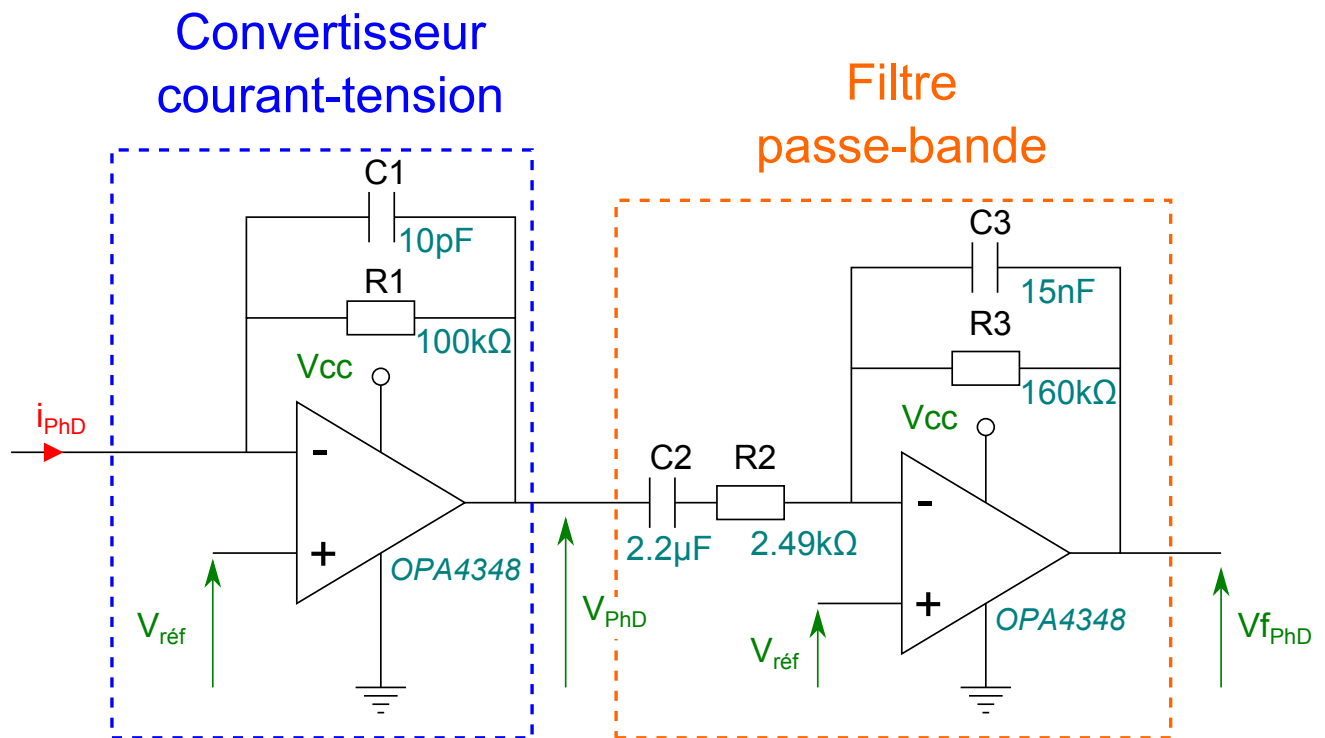 Convertisseur
courant-tension
Filtre
passe-bande
C1
10pF
R1
100kΩ
Vcc
iPhD
-
+
OPA4348
Vréf
VPhD
C2
2.2µF
R2
2.49kΩ
C3
15nF
R3
160kΩ
Vcc
-
+
OPA4348
Vréf
VfPhD